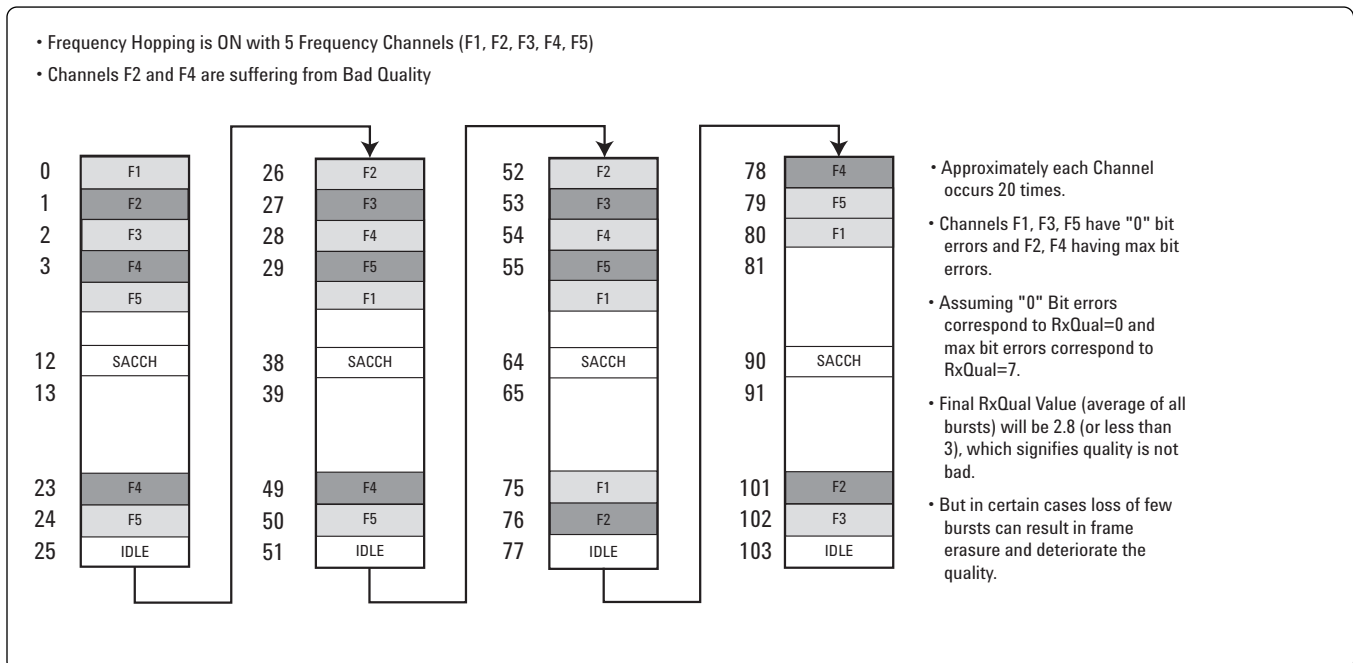 • Frequency Hopping is ON with 5 Frequency Channels (F1, F2, F3, F4, F5)
• Channels F2 and F4 are suffering from Bad Quality
0 F1
1 F2
2 F3
3 F4
F5
12 SACCH
13
23 F4
24 F5
25 IDLE
26 F2
27 F3
28 F4
29 F5
F1
38 SACCH
39
49 F4
50 F5
51 IDLE
52 F2
53 F3
54 F4
55 F5
F1
64 SACCH
65
75 F1
76 F2
77 IDLE
78 F4
79 F5
80 F1
81
90 SACCH
91
101 F2
102 F3
103 IDLE
• Approximately each Channel
occurs 20 times.
• Channels F1, F3, F5 have "0" bit
errors and F2, F4 having max bit
errors.
• Assuming "0" Bit errors
correspond to RxQual=0 and
max bit errors correspond to
RxQual=7.
• Final RxQual Value (average of all
bursts) will be 2.8 (or less than
3), which signifies quality is not
bad.
• But in certain cases loss of few
bursts can result in frame
erasure and deteriorate the
quality.